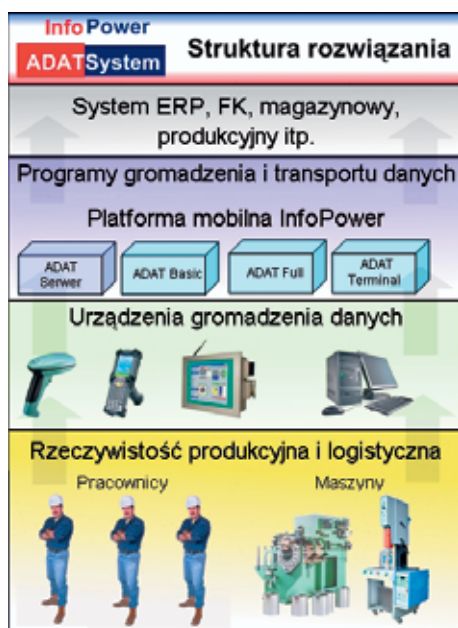 InfoPower
ADATSystem
Struktura rozwiązania
System ERP, FK, magazynowy,
produkcyjny itp.
Programy gromadzenia i transportu danych
Platforma mobilna InfoPower
ADAT
Serwer
ADAT Basic
ADAT Full
ADAT
Terminal
Urządzenia gromadzenia danych
Rzeczywistość produkcyjna i logistyczna
Pracownicy
Maszyny